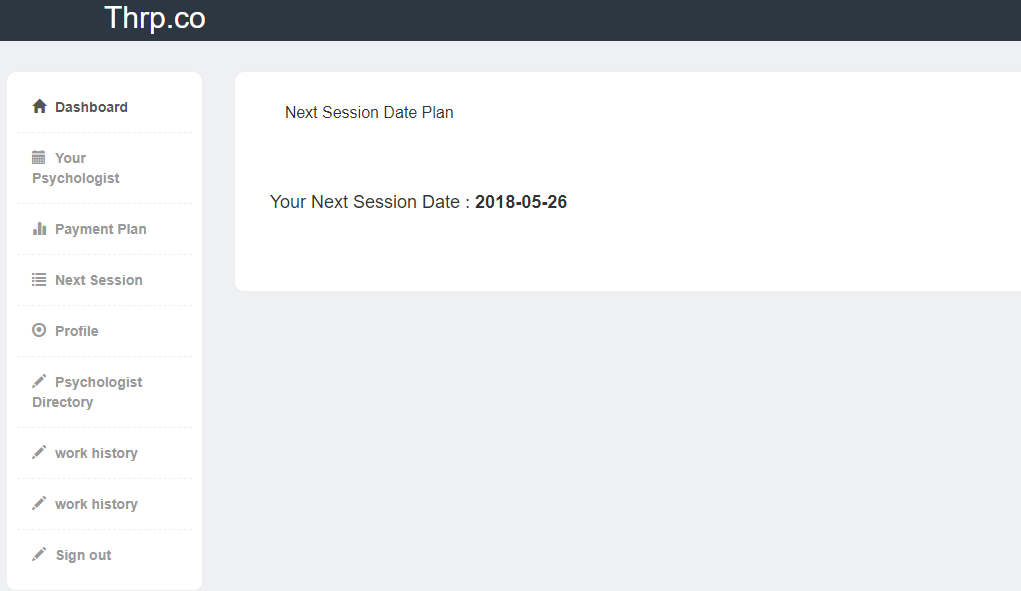 Thrp.co
Dashboard
Your
Psychologist
Payment Plan
Next Session
Profile
Psychologist
Directory
work history
work history
Sign out
Next Session Date Plan
Your Next Session Date : 2018-05-26